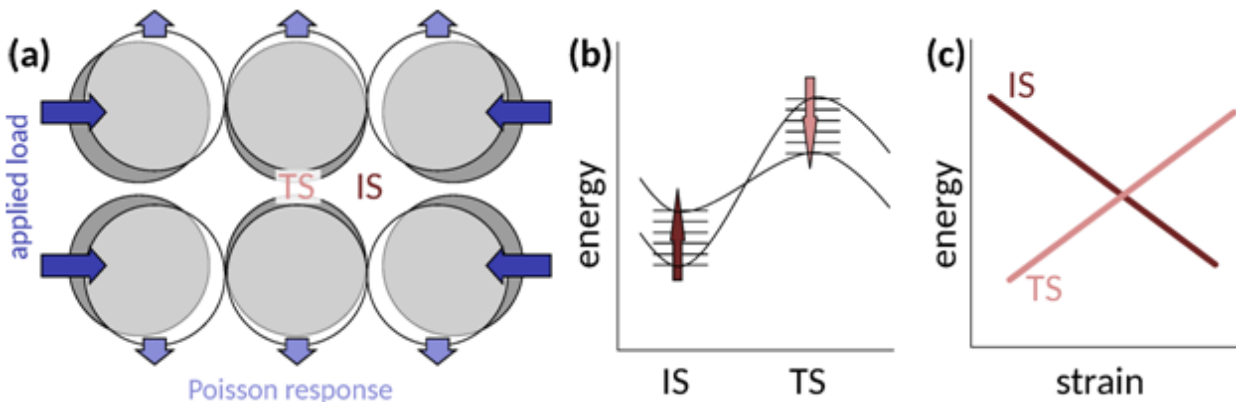 (a)
applied load
TS
IS
Poisson response
(b)
energy
IS
TS
(c)
energy
IS
TS
strain